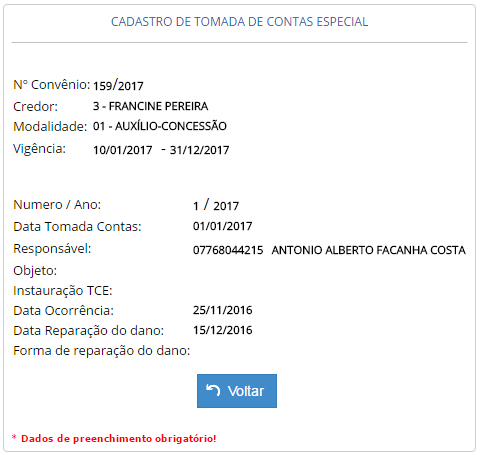 CADASTRO DE TOMADA DE CONTAS ESPECIAL
Nº Convênio: 159/2017
Credor: 3 - FRANCINE PEREIRA
Modalidade: 01 - AUXÍLIO-CONCESSÃO
Vigência: 10/01/2017 - 31/12/2017
Numero / Ano: 1 / 2017
Data Tomada Contas: 01/01/2017
Responsável: 07768044215 ANTONIO ALBERTO FACANHA COSTA
Objeto:
Instauração TCE:
Data Ocorrência: 25/11/2016
Data Reparação do dano: 15/12/2016
Forma de reparação do dano:
Voltar
* Dados de preenchimento obrigatório!